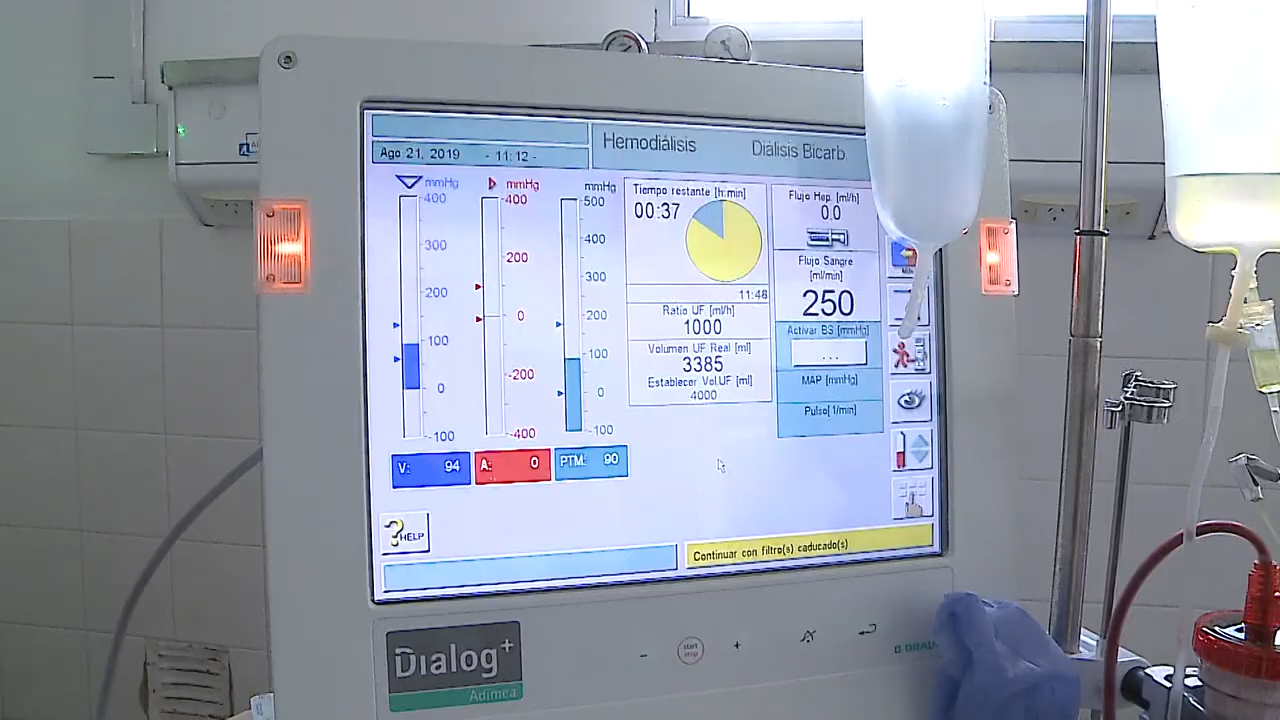 Hemodiálisis Diálisis Bicarb
Ago 21, 2019 - 11:12 -
mmHg mmHg mmHg
400 400 500
300 200 400
200 0 300
100 -200 200
0 -400 100
-100 0
-100
V: 94 A: 0 PTM: 90
Tiempo restante [h:min]
00:37
11:48
Ratio UF [ml/h]
1000
Volumen UF Real [ml]
3385
Establecer Vol.UF [ml]
4000
Flujo Hep. [ml/h]
0.0
Flujo Sangre
[ml/min]
250
Activar BS [mmHg]
...
MAP [mmHg]
Pulso[1/min]
? HELP
Continuar con filtro(s) caducado(s)
Dialog+
Adimea
- start stop +
B BRAUN